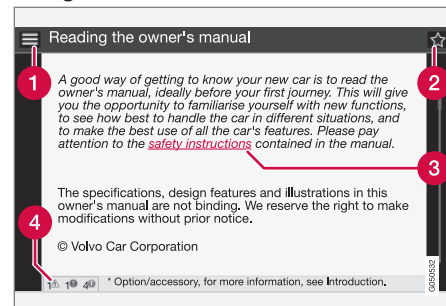 Reading the owner's manual
1
2
A good way of getting to know your new car is to read the
owner's manual, ideally before your first journey. This will give
you the opportunity to familiarise yourself with new functions,
to see how best to handle the car in different situations, and
to make the best use of all the car's features. Please pay
attention to the safety instructions contained in the manual.
3
The specifications, design features and illustrations in this
owner's manual are not binding. We reserve the right to make
modifications without prior notice.
4
© Volvo Car Corporation
1 1 4 * Option/accessory, for more information, see Introduction.
G050532